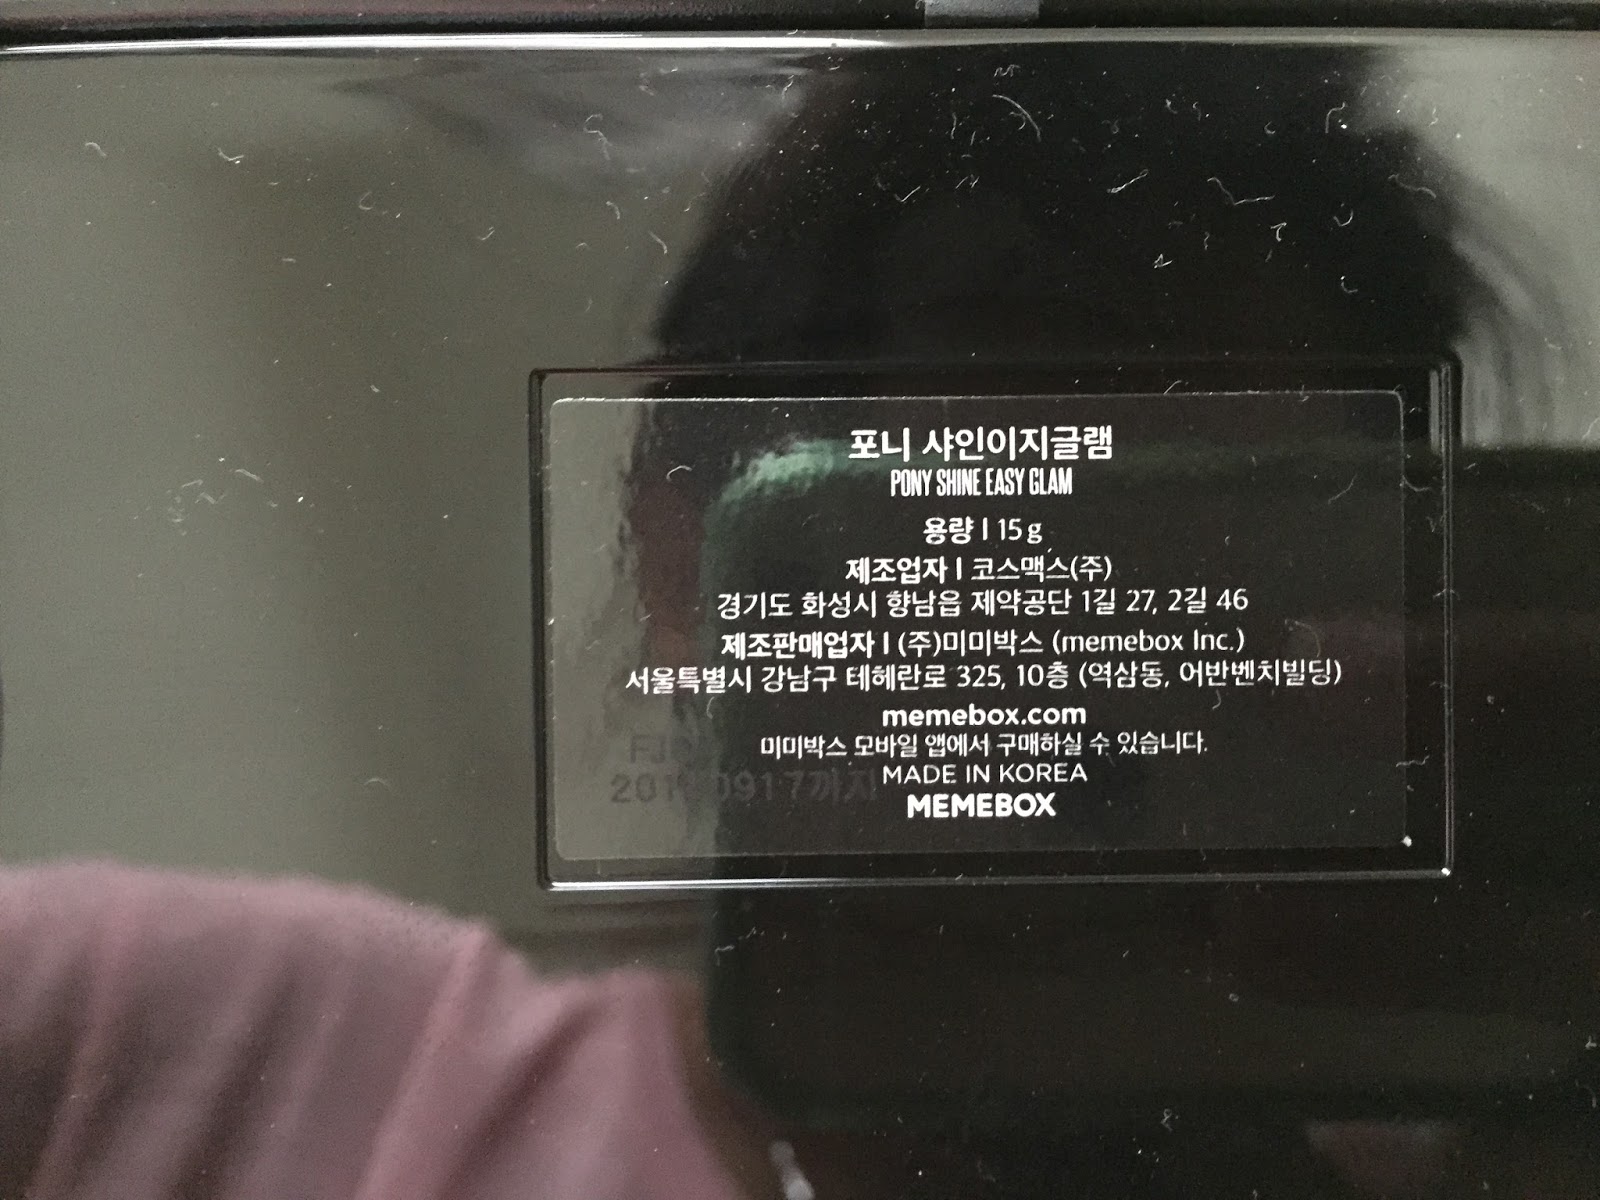 포니 샤인이지글램
PONY SHINE EASY GLAM
용량 | 15 g
제조업자 | 코스맥스(주)
경기도 화성시 향남읍 제약공단 1길 27, 2길 46
제조판매업자 | (주)미미박스 (memebox Inc.)
서울특별시 강남구 테헤란로 325, 10층 (역삼동, 어반벤치빌딩)
memebox.com
미미박스 모바일 앱에서 구매하실 수 있습니다.
MADE IN KOREA
MEMEBOX